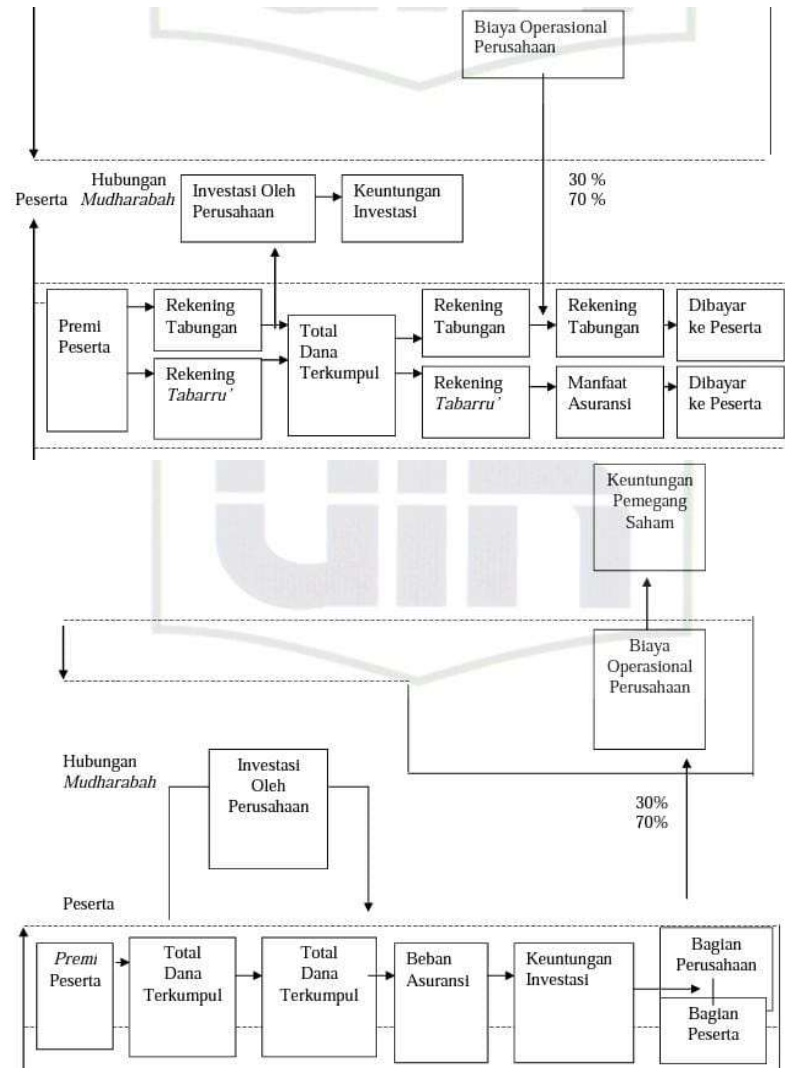 Biaya Operasional
Perusahaan
Hubungan
Mudharabah
Peserta
Investasi Oleh
Perusahaan
Keuntungan
Investasi
30 %
70 %
Premi
Peserta
Rekening
Tabungan
Rekening
Tabarru’
Total
Dana
Terkumpul
Rekening
Tabungan
Rekening
Tabarru’
Rekening
Tabungan
Manfaat
Asuransi
Dibayar
ke Peserta
Dibayar
ke Peserta
Keuntungan
Pemegang
Saham
Biaya
Operasional
Perusahaan
Hubungan
Mudharabah
Investasi
Oleh
Perusahaan
30%
70%
Peserta
Premi
Peserta
Total
Dana
Terkumpul
Total
Dana
Terkumpul
Beban
Asuransi
Keuntungan
Investasi
Bagian
Perusahaan
Bagian
Peserta